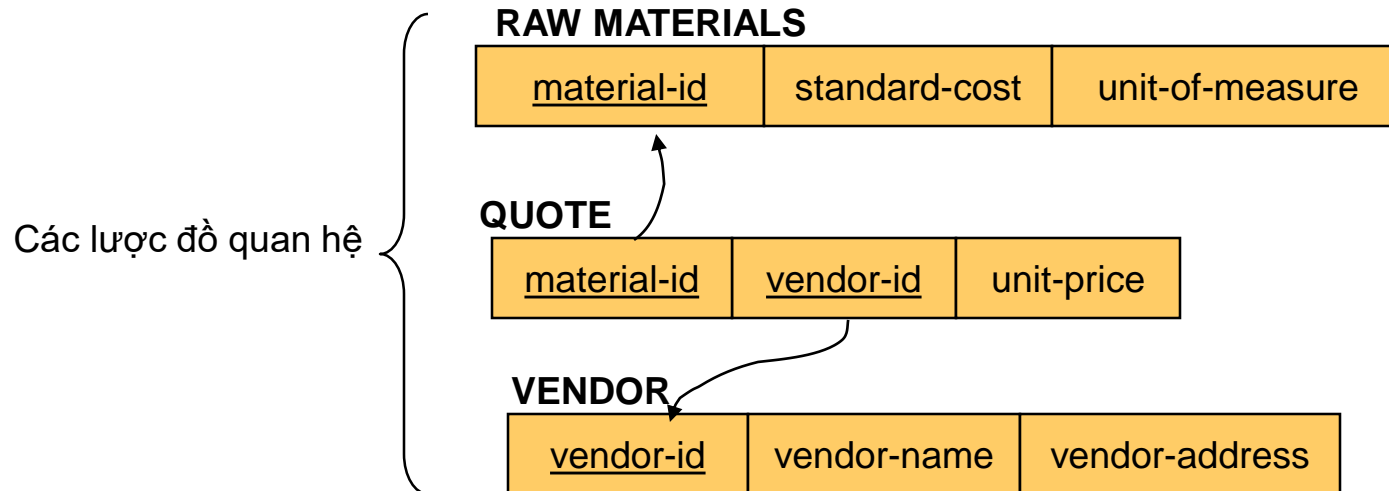 RAW MATERIALS
material-id standard-cost unit-of-measure
Các lược đồ quan hệ
QUOTE
material-id vendor-id unit-price
VENDOR
vendor-id vendor-name vendor-address